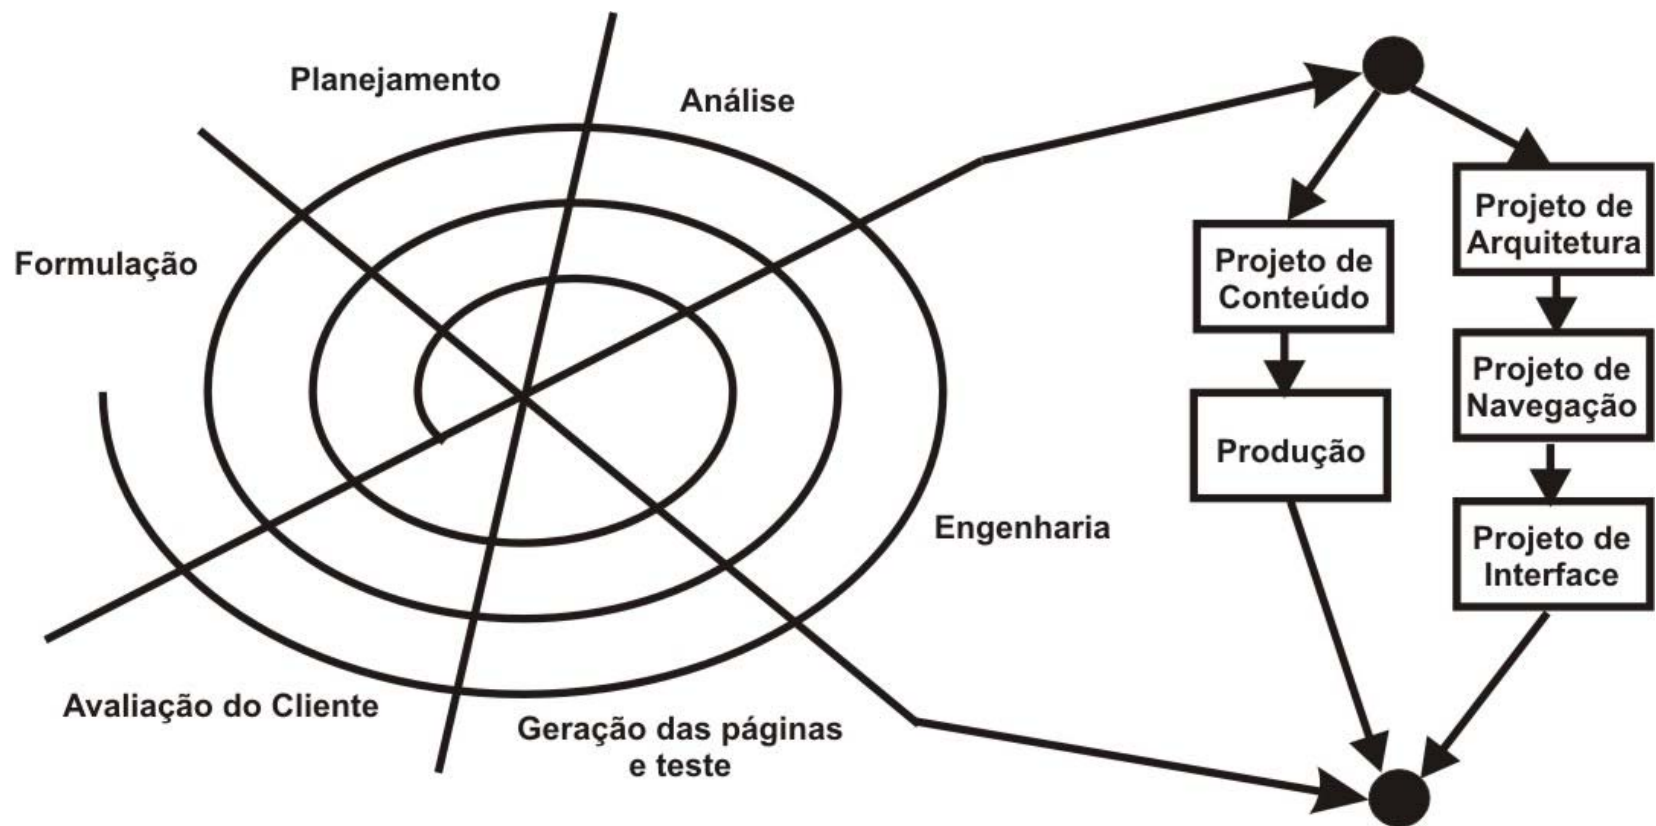 Planejamento
Análise
Formulação
Engenharia
Avaliação do Cliente
Geração das páginas
e teste
Projeto de
Conteúdo
Produção
Projeto de
Arquitetura
Projeto de
Navegação
Projeto de
Interface